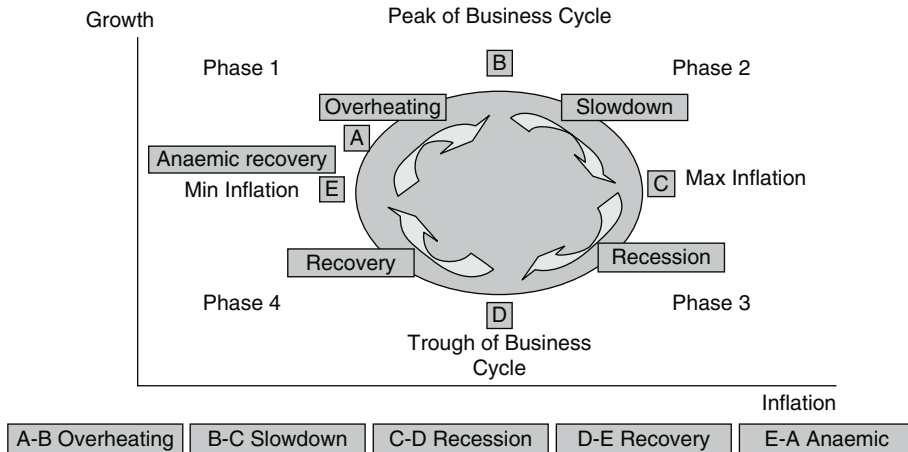 Growth
Peak of Business Cycle
Phase 1
B
Phase 2
Overheating
Slowdown
A
Anaemic recovery
Min Inflation
E
C
Max Inflation
Recovery
Recession
Phase 4
D
Phase 3
Trough of Business
Cycle
Inflation
A-B Overheating
B-C Slowdown
C-D Recession
D-E Recovery
E-A Anaemic